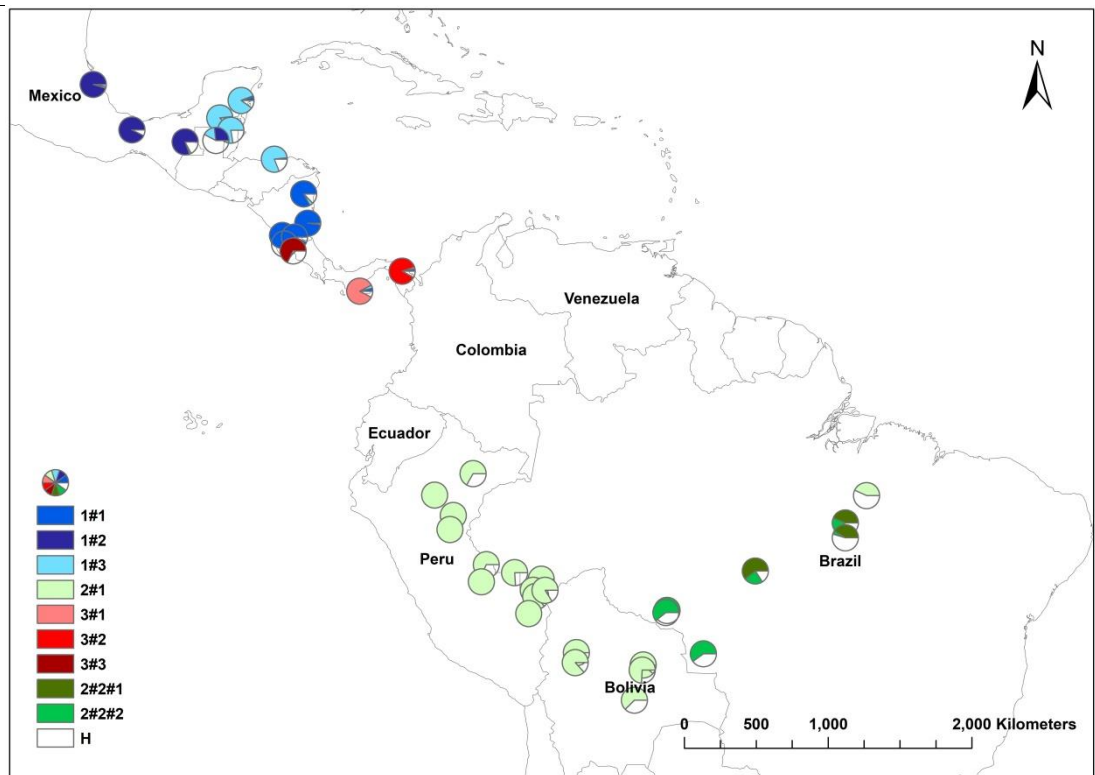 N
Mexico
Venezuela
Colombia
Ecuador
Peru
Brazil
Bolivia
1#1
1#2
1#3
2#1
3#1
3#2
3#3
2#2#1
2#2#2
H
0 500 1,000 2,000 Kilometers